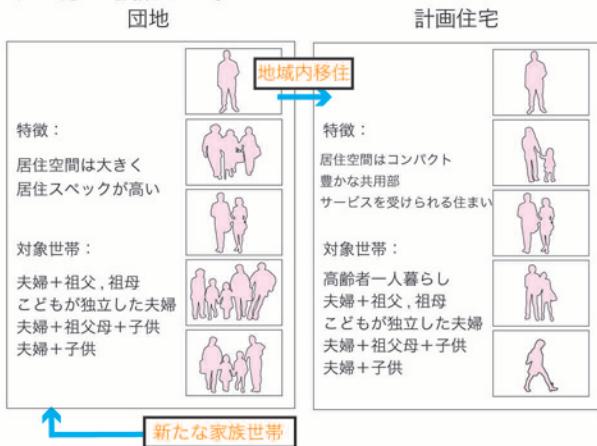 団地
計画住宅
地域内移住
特徴：
居住空間は大きく
居住スペックが高い
対象世帯：
夫婦＋祖父，祖母
こどもが独立した夫婦
夫婦＋祖父母＋子供
夫婦＋子供
特徴：
居住空間はコンパクト
豊かな共用部
サービスを受けられる住まい
対象世帯：
高齢者一人暮らし
夫婦＋祖父，祖母
こどもが独立した夫婦
夫婦＋祖父母＋子供
夫婦＋子供
新たな家族世帯